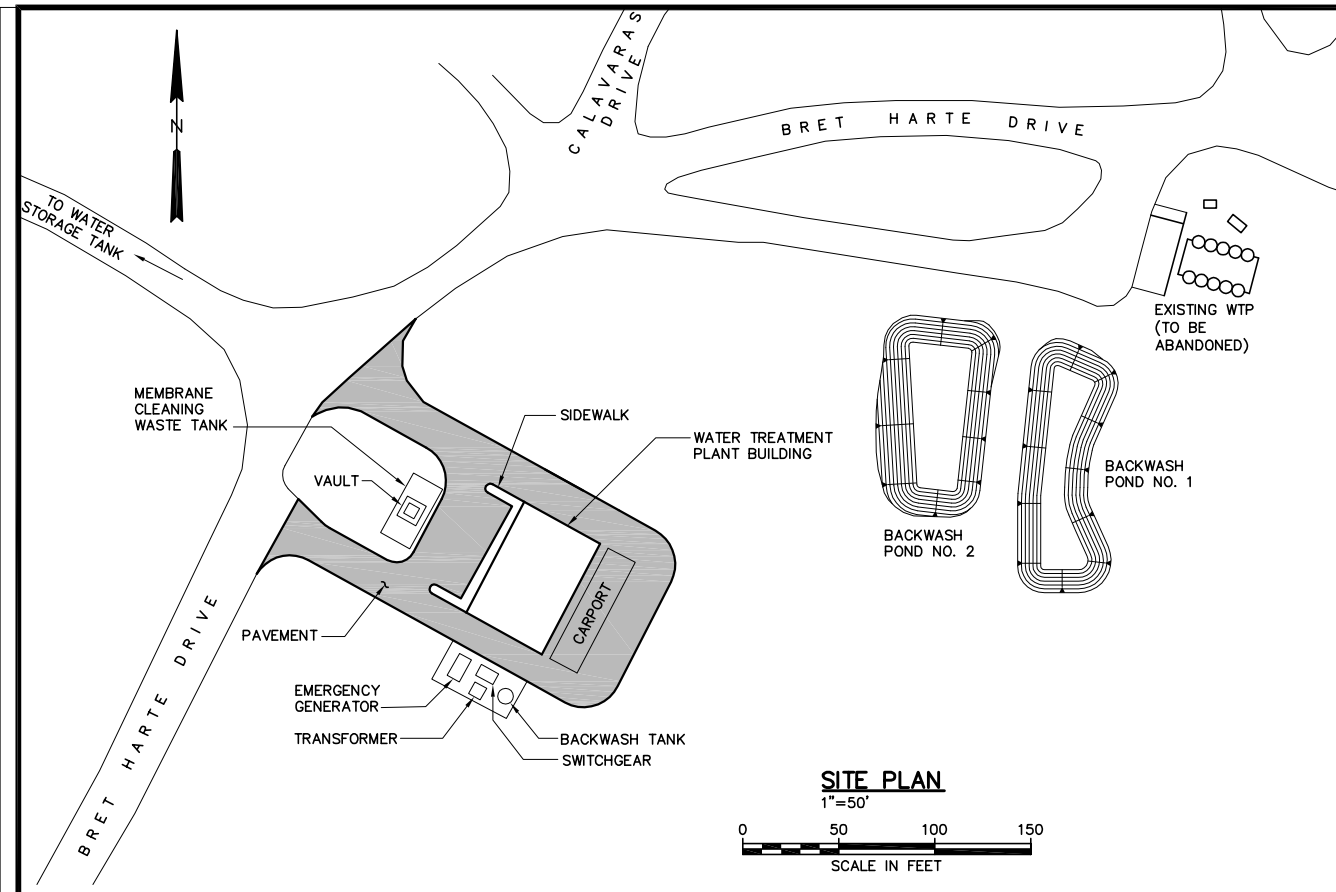 CALAVARAS
DRIVE
BRET HARTE DRIVE
N
TO WATER
STORAGE TANK
EXISTING WTP
(TO BE
ABANDONED)
MEMBRANE
CLEANING
WASTE TANK
SIDEWALK
WATER TREATMENT
PLANT BUILDING
VAULT
BACKWASH
POND NO. 1
BACKWASH
POND NO. 2
CARPORT
PAVEMENT
BRET HARTE DRIVE
EMERGENCY
GENERATOR
TRANSFORMER
BACKWASH TANK
SWITCHGEAR
SITE PLAN
1"=50'
0 50 100 150
SCALE IN FEET